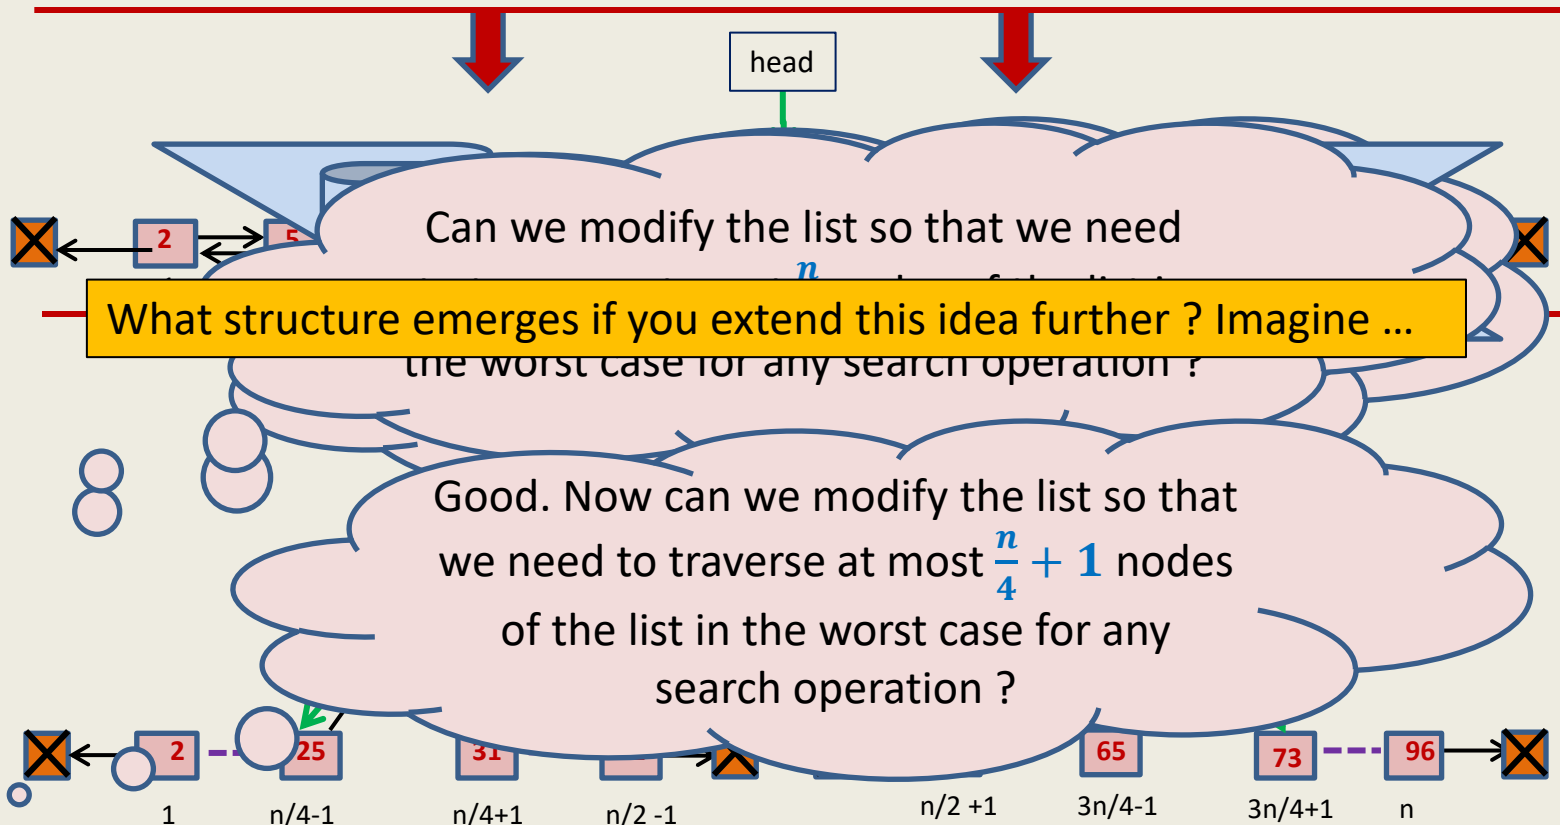 head
Can we modify the list so that we need
2 5
n
What structure emerges if you extend this idea further ? Imagine ...
the worst case for any search operation ?
Good. Now can we modify the list so that
we need to traverse at most n/4 + 1 nodes
of the list in the worst case for any
search operation ?
2 25 31 65 73 96
1 n/4-1 n/4+1 n/2 -1 n/2 +1 3n/4-1 3n/4+1 n